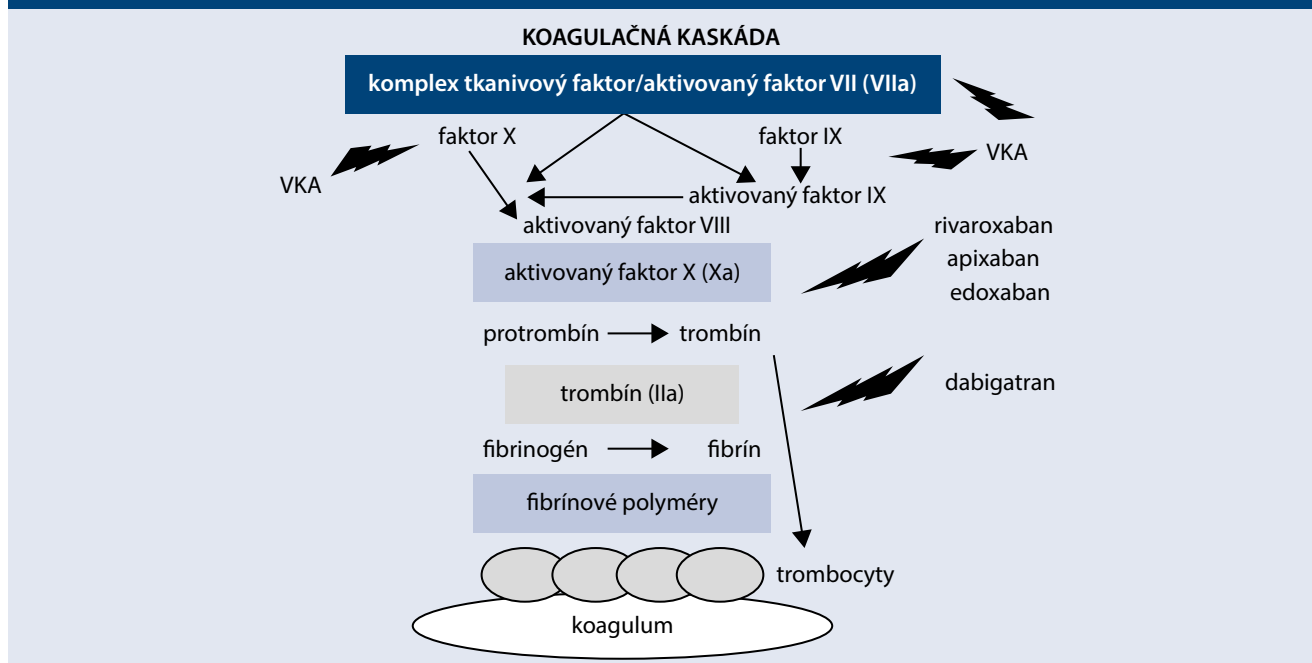 KOAGULAČNÁ KASKÁDA
komplex tkanivový faktor/aktivovaný faktor VII (VIIa)
faktor X
faktor IX
VKA
VKA
aktivovaný faktor IX
aktivovaný faktor VIII
rivaroxaban
apixaban
edoxaban
aktivovaný faktor X (Xa)
protrombín trombín
trombín (IIa)
dabigatran
fibrinogén fibrín
fibrínové polyméry
trombocyty
koagulum